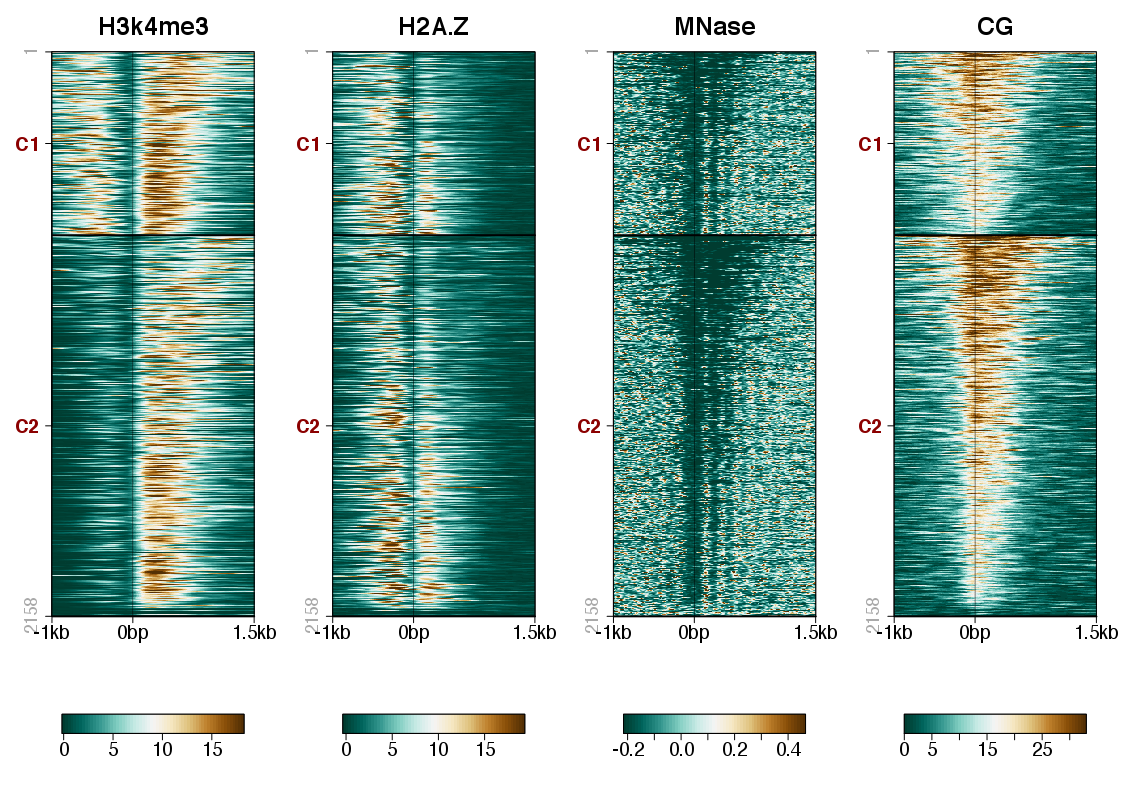 H3k4me3 H2A.Z MNase CG
1 1 1 1
C1 C1 C1 C1
C2 C2 C2 C2
2158 2158 2158 2158
-1kb 0bp 1.5kb -1kb 0bp 1.5kb -1kb 0bp 1.5kb -1kb 0bp 1.5kb
0 5 10 15 0 5 10 15 -0.2 0.0 0.2 0.4 0 5 15 25